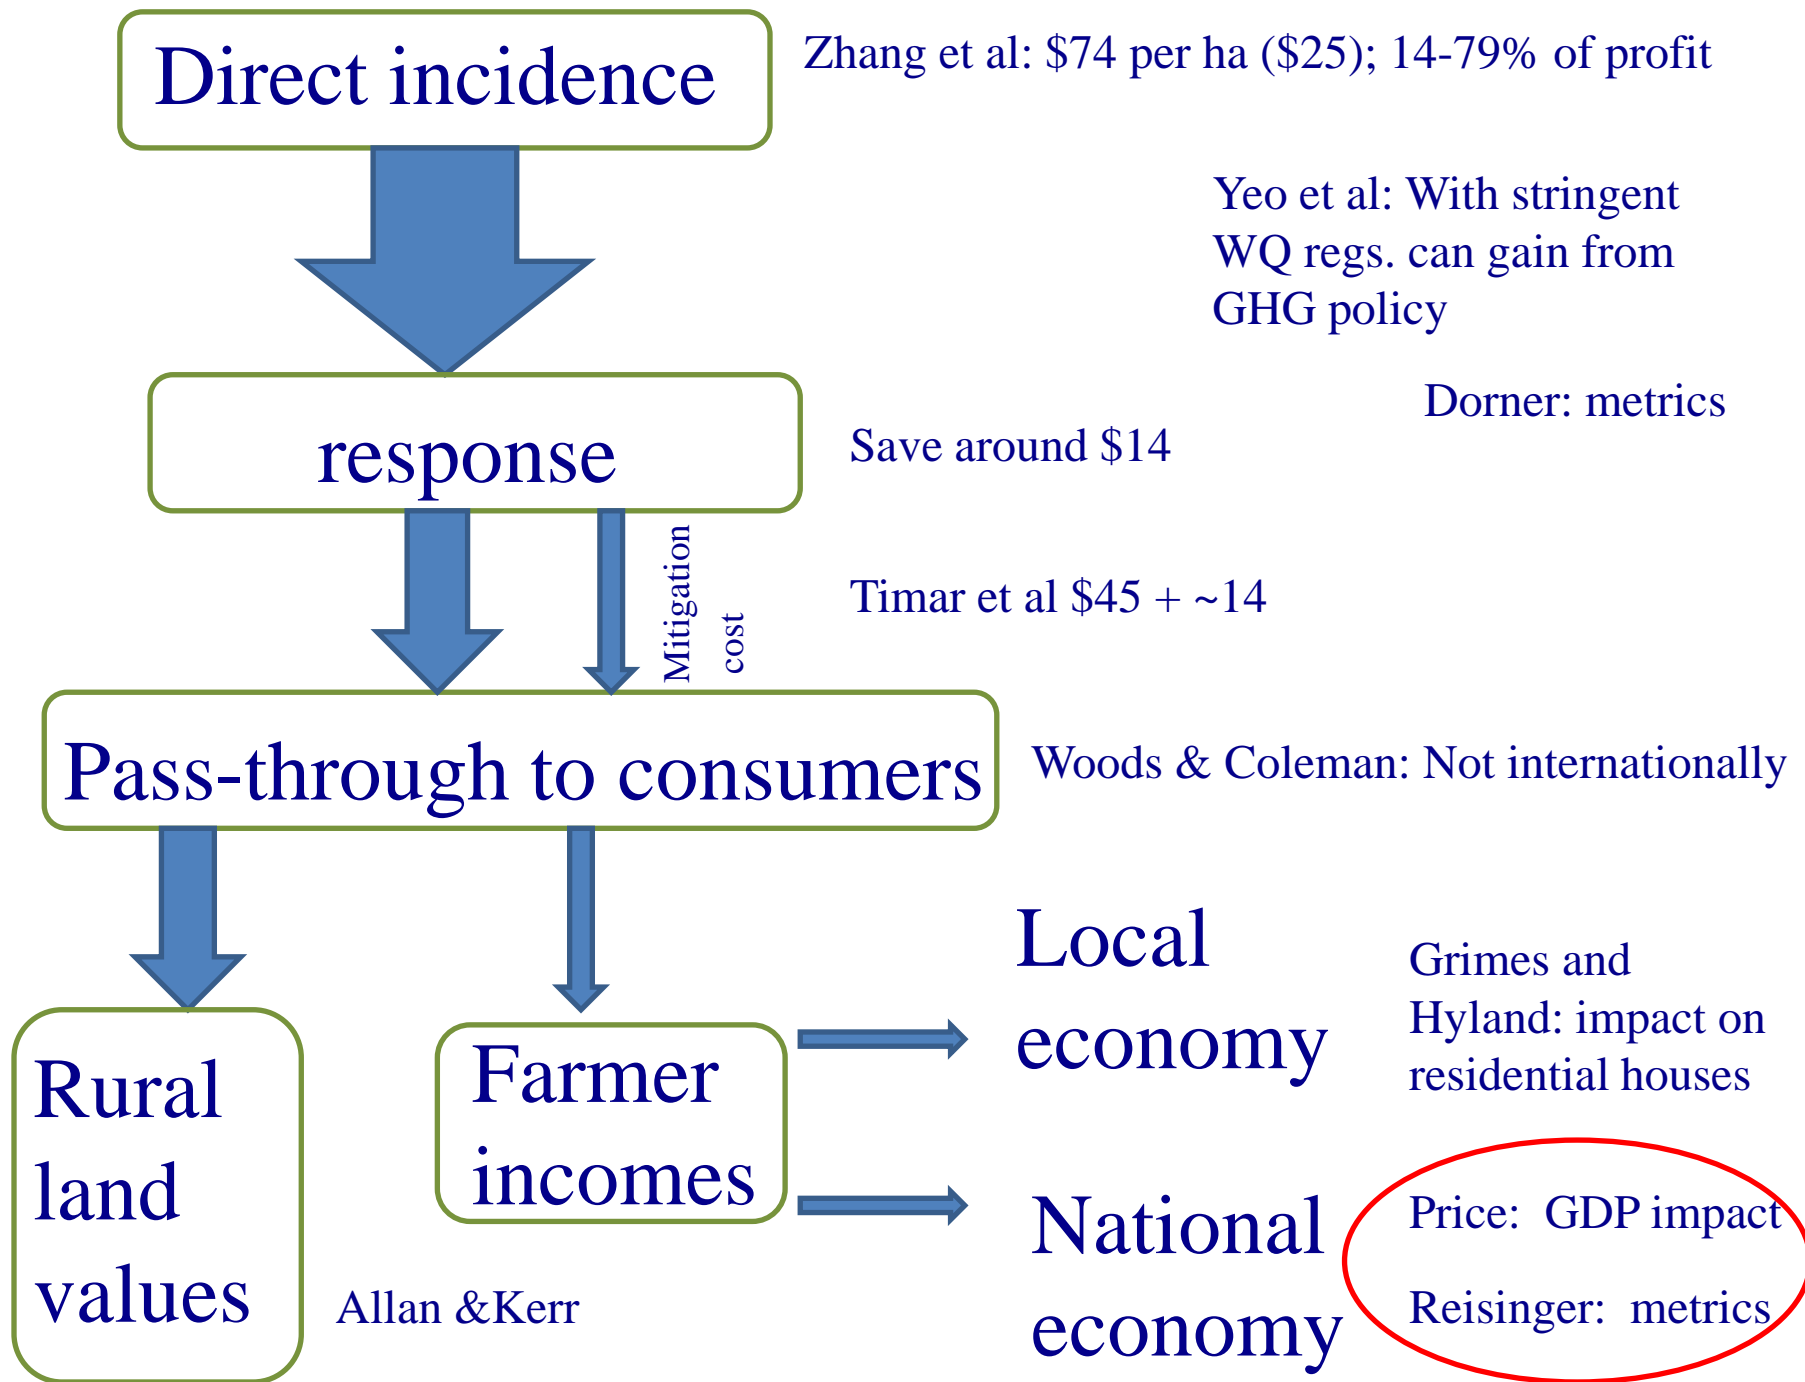 Direct incidence
Zhang et al: $74 per ha ($25); 14-79% of profit
Yeo et al: With stringent
WQ regs. can gain from
GHG policy
Dorner: metrics
response
Save around $14
Mitigation
cost
Timar et al $45 + ~14
Pass-through to consumers
Woods & Coleman: Not internationally
Rural
land
values
Allan &Kerr
Farmer
incomes
Local
economy
Grimes and
Hyland: impact on
residential houses
National
economy
Price:  GDP impact
Reisinger:  metrics